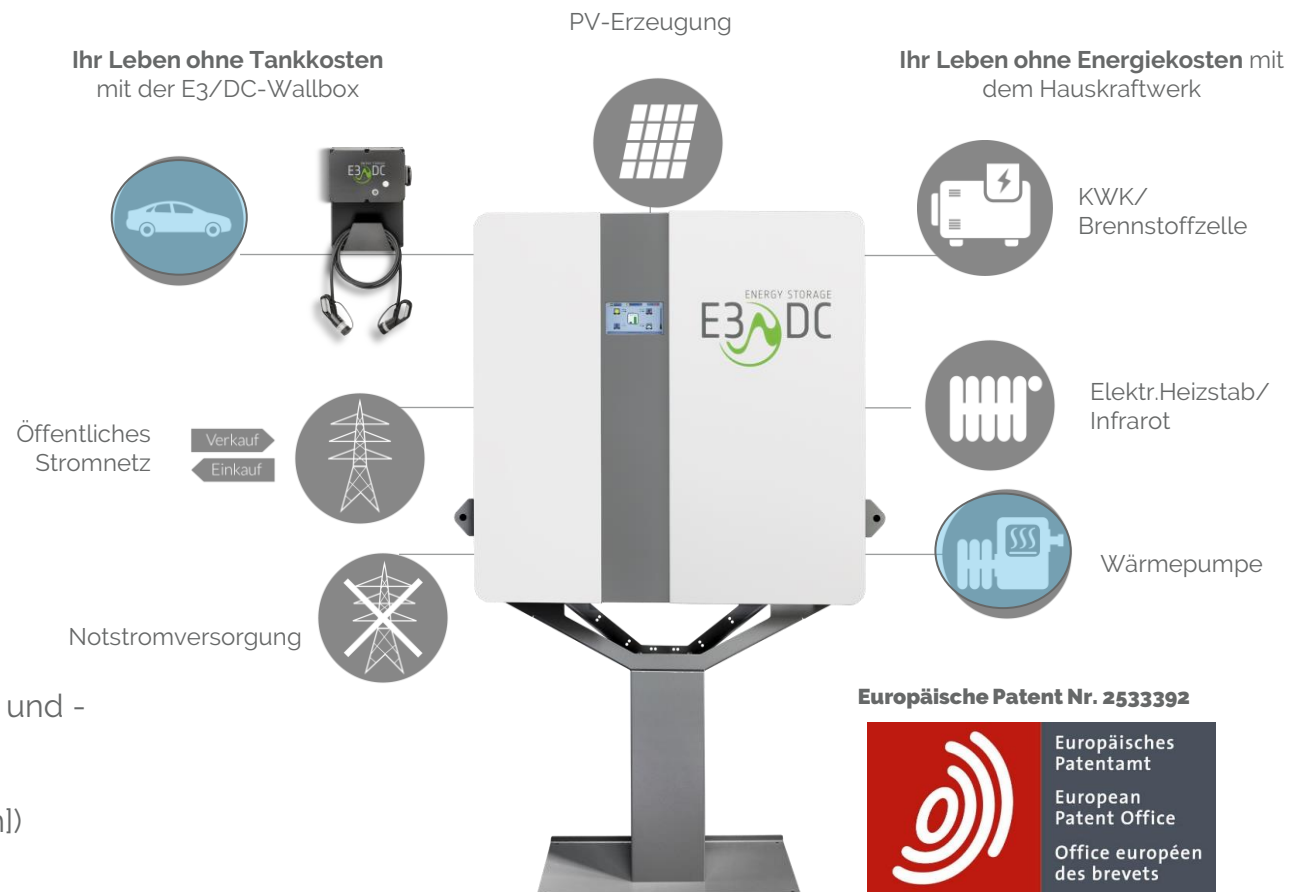 PV-Erzeugung
Ihr Leben ohne Tankkosten
mit der E3/DC-Wallbox
Ihr Leben ohne Energiekosten mit
dem Hauskraftwerk
E3 DC
KWK/
Brennstoffzelle
ENERGY STORAGE
E3 DC
Elektr.Heizstab/
Infrarot
Öffentliches
Stromnetz
Verkauf
Einkauf
Wärmepumpe
Notstromversorgung
und -
])
Europäische Patent Nr. 2533392
Europäisches
Patentamt
European
Patent Office
Office européen
des brevets